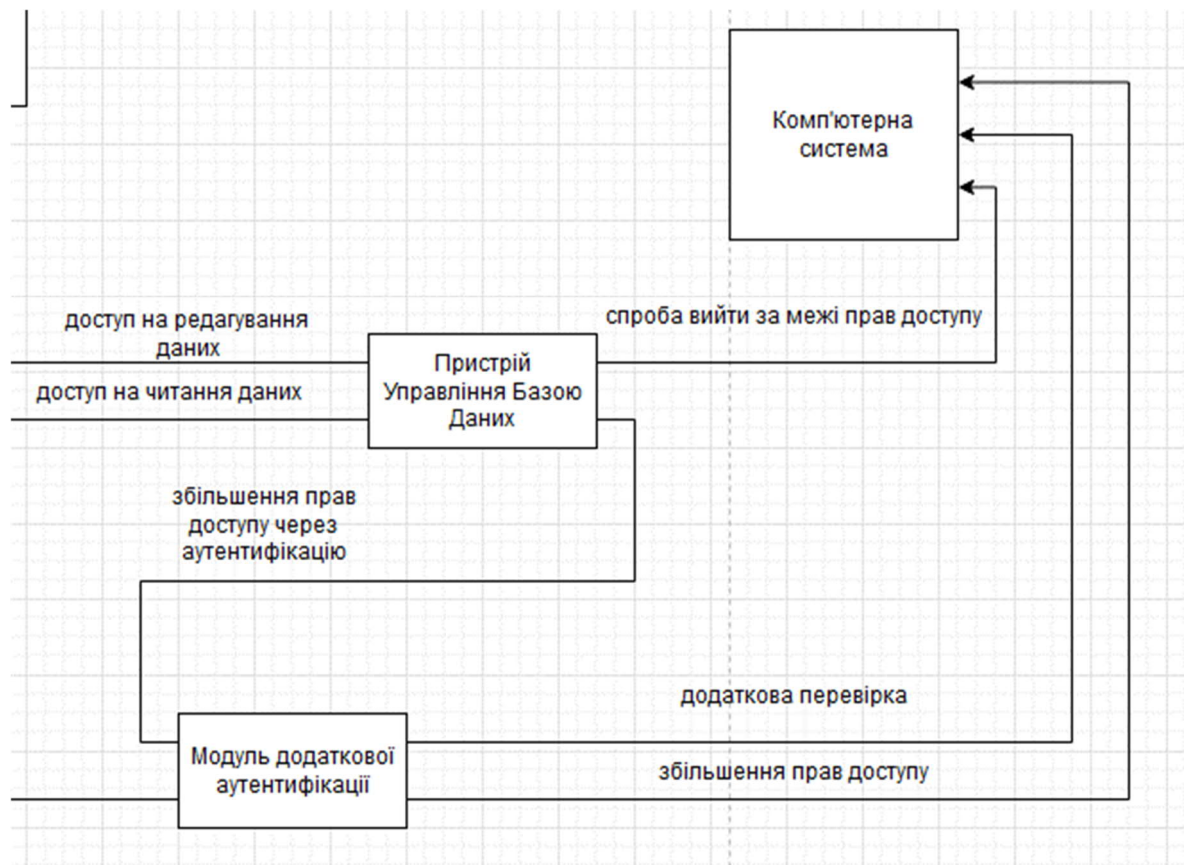 Комп'ютерна
система
доступ на редагування
даних
спроба вийти за межі прав доступу
Пристрій
Управління Базою
Даних
доступ на читання даних
збільшення прав
доступу через
аутентифікацію
додаткова перевірка
Модуль додаткової
аутентифікації
збільшення прав доступу